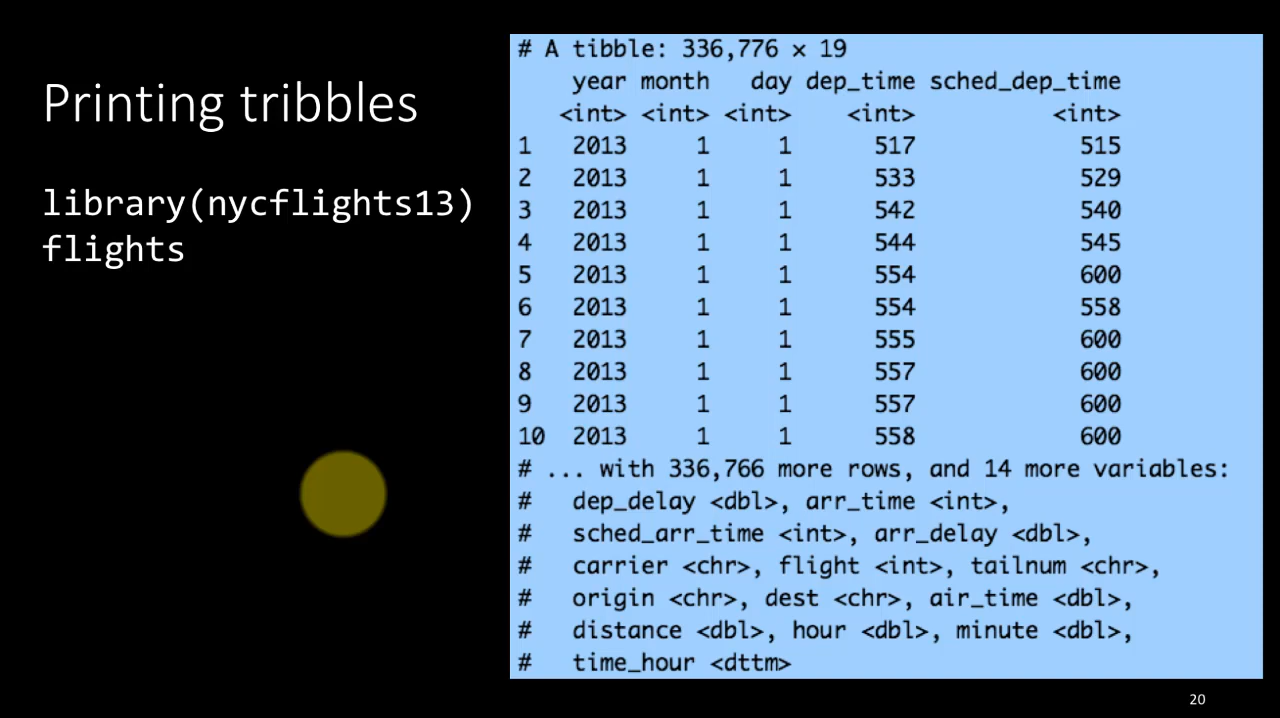 Printing tribbles
library(nycflights13)
flights
# A tibble: 336,776 × 19
year month day dep_time sched_dep_time
<int> <int> <int> <int> <int>
1 2013 1 1 517 515
2 2013 1 1 533 529
3 2013 1 1 542 540
4 2013 1 1 544 545
5 2013 1 1 554 600
6 2013 1 1 554 558
7 2013 1 1 555 600
8 2013 1 1 557 600
9 2013 1 1 557 600
10 2013 1 1 558 600
# ... with 336,766 more rows, and 14 more variables:
# dep_delay <dbl>, arr_time <int>,
# sched_arr_time <int>, arr_delay <dbl>,
# carrier <chr>, flight <int>, tailnum <chr>,
# origin <chr>, dest <chr>, air_time <dbl>,
# distance <dbl>, hour <dbl>, minute <dbl>,
# time_hour <dttm>
20